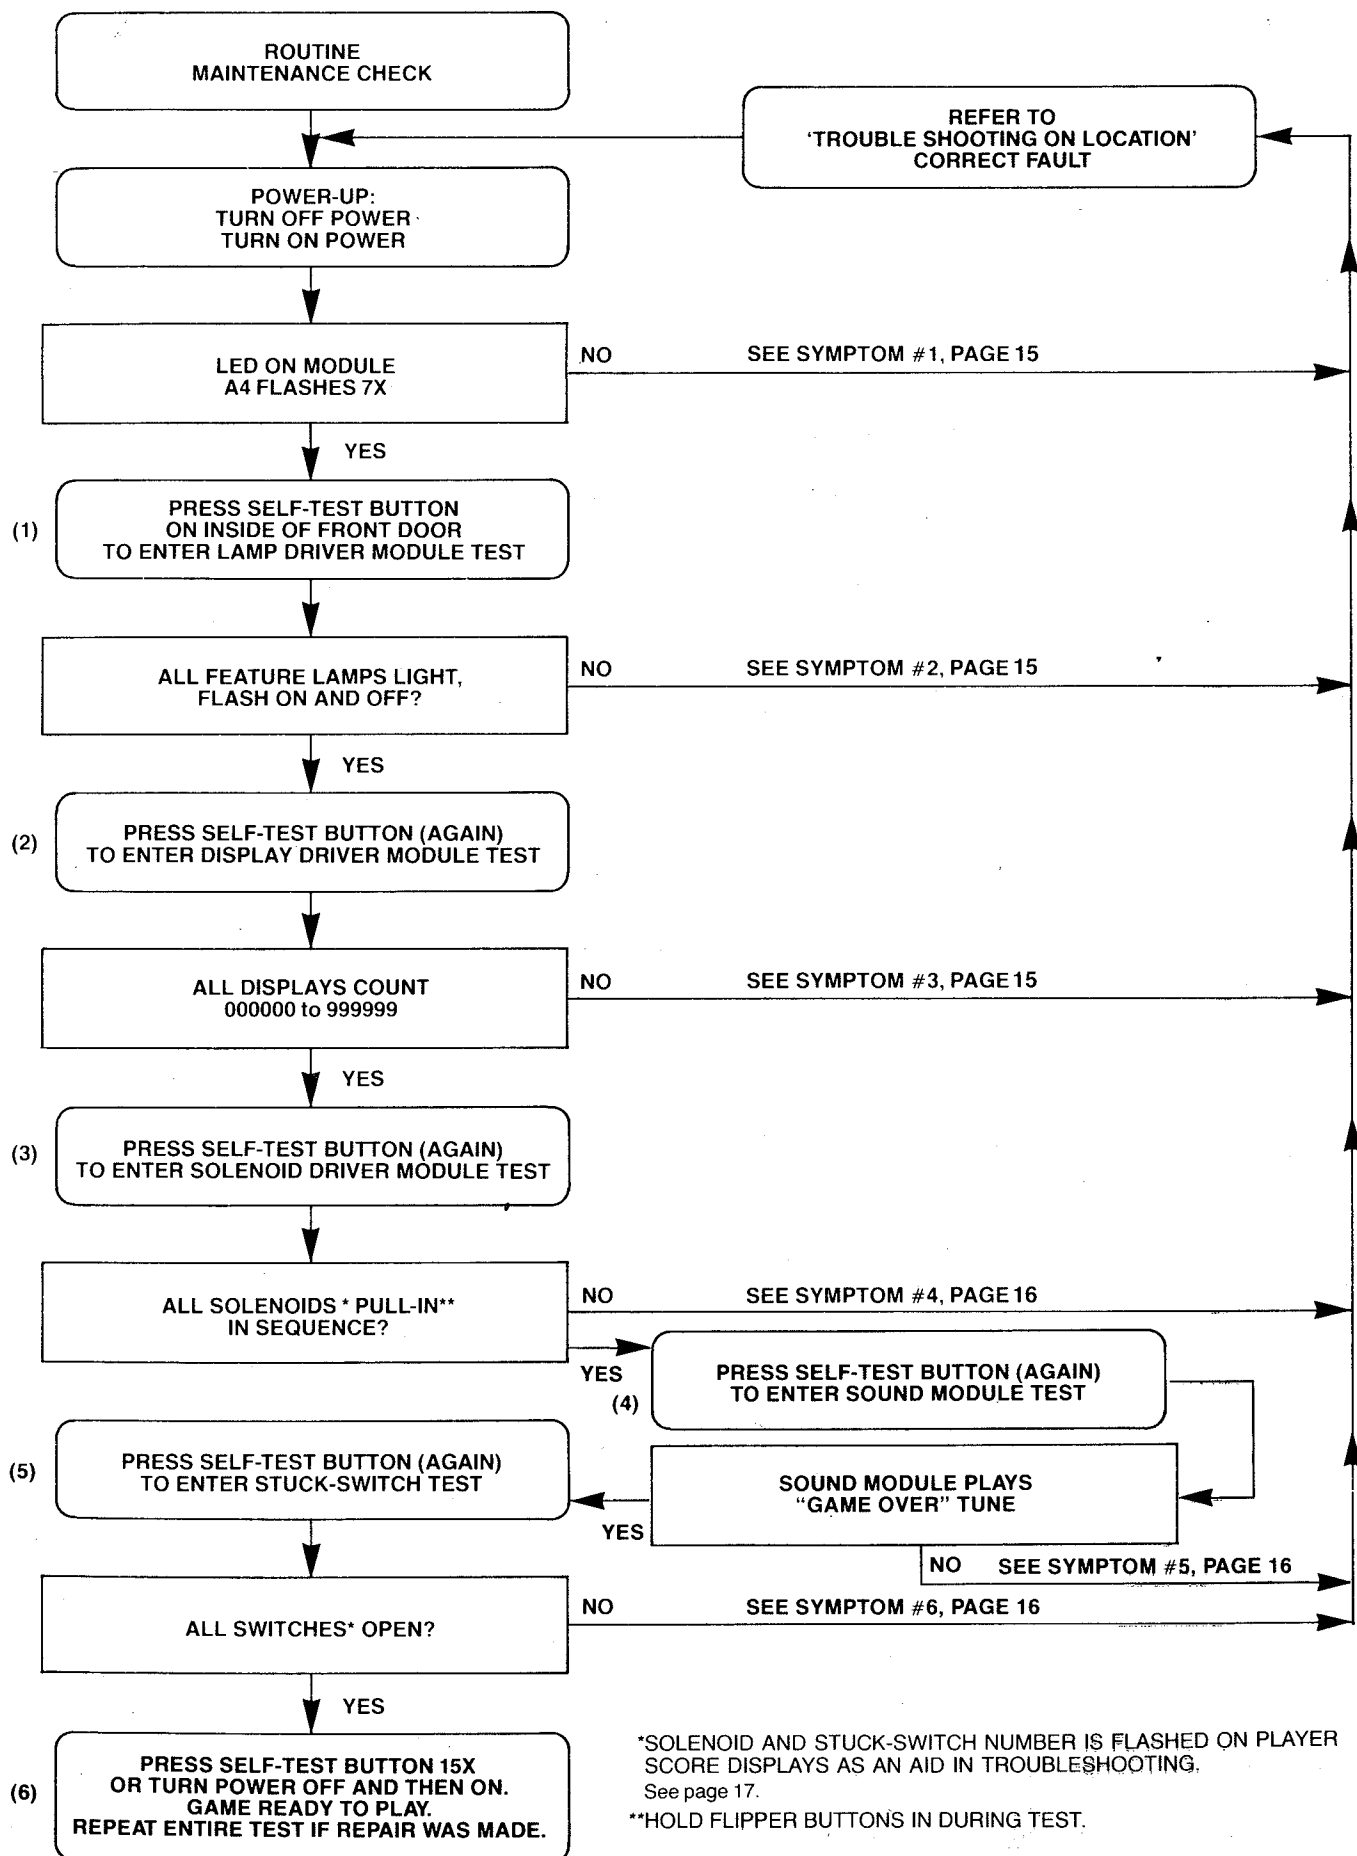 ROUTINE
MAINTENANCE CHECK
REFER TO
'TROUBLE SHOOTING ON LOCATION'
CORRECT FAULT
POWER-UP:
TURN OFF POWER
TURN ON POWER
LED ON MODULE
A4 FLASHES 7X
NO
SEE SYMPTOM #1, PAGE 15
YES
(1)
PRESS SELF-TEST BUTTON
ON INSIDE OF FRONT DOOR
TO ENTER LAMP DRIVER MODULE TEST
ALL FEATURE LAMPS LIGHT,
FLASH ON AND OFF?
NO
SEE SYMPTOM #2, PAGE 15
YES
(2)
PRESS SELF-TEST BUTTON (AGAIN)
TO ENTER DISPLAY DRIVER MODULE TEST
ALL DISPLAYS COUNT
000000 to 999999
NO
SEE SYMPTOM #3, PAGE 15
YES
(3)
PRESS SELF-TEST BUTTON (AGAIN)
TO ENTER SOLENOID DRIVER MODULE TEST
ALL SOLENOIDS * PULL-IN**
IN SEQUENCE?
NO
SEE SYMPTOM #4, PAGE 16
YES
(4)
PRESS SELF-TEST BUTTON (AGAIN)
TO ENTER SOUND MODULE TEST
SOUND MODULE PLAYS
"GAME OVER" TUNE
YES
NO
SEE SYMPTOM #5, PAGE 16
(5)
PRESS SELF-TEST BUTTON (AGAIN)
TO ENTER STUCK-SWITCH TEST
ALL SWITCHES* OPEN?
NO
SEE SYMPTOM #6, PAGE 16
YES
(6)
PRESS SELF-TEST BUTTON 15X
OR TURN POWER OFF AND THEN ON.
GAME READY TO PLAY.
REPEAT ENTIRE TEST IF REPAIR WAS MADE.
*SOLENOID AND STUCK-SWITCH NUMBER IS FLASHED ON PLAYER
SCORE DISPLAYS AS AN AID IN TROUBLESHOOTING.
See page 17.
**HOLD FLIPPER BUTTONS IN DURING TEST.